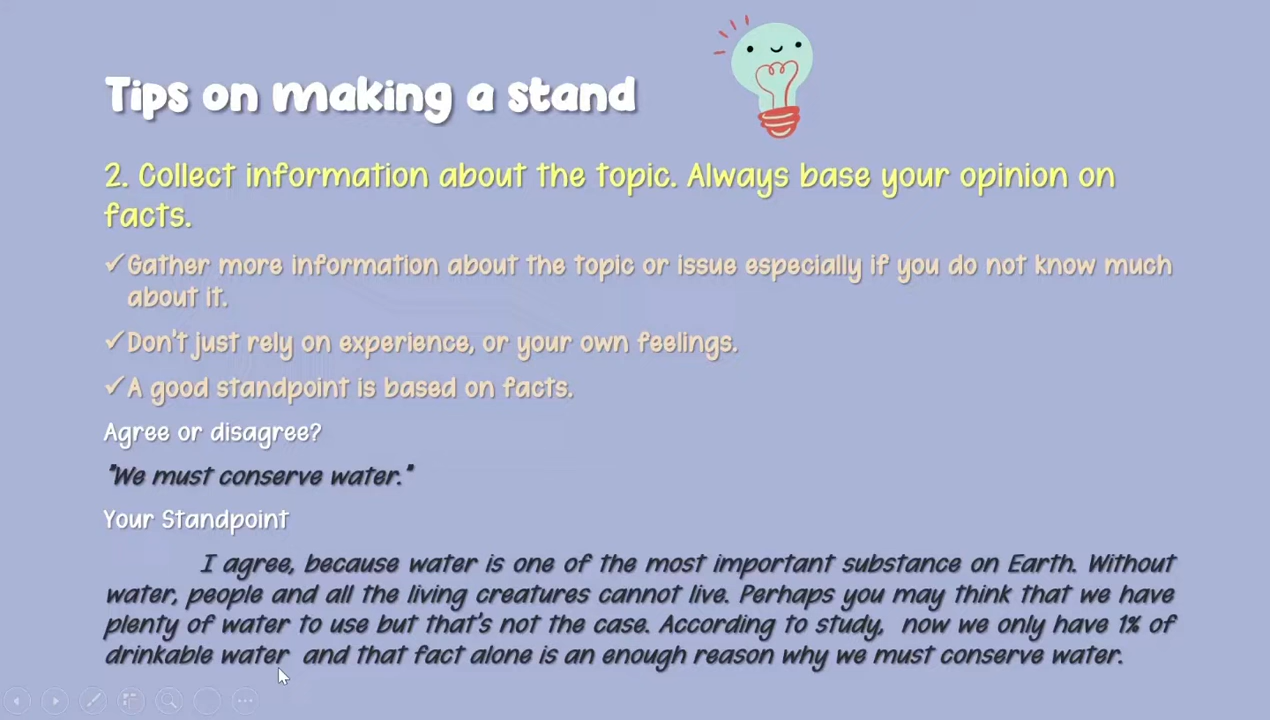 Tips on making a stand
2. Collect information about the topic. Always base your opinion on
facts.
✓Gather more information about the topic or issue especially if you do not know much
about it.
✓Don't just rely on experience, or your own feelings.
✓A good standpoint is based on facts.
Agree or disagree?
"We must conserve water."
Your Standpoint
I agree, because water is one of the most important substance on Earth. Without
water, people and all the living creatures cannot live. Perhaps you may think that we have
plenty of water to use but that's not the case. According to study, now we only have 1% of
drinkable water and that fact alone is an enough reason why we must conserve water.